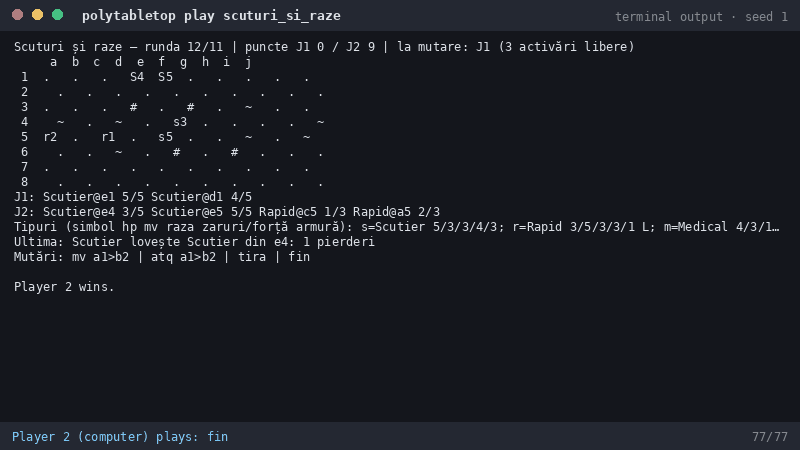 polytabletop play scuturi_si_raze
terminal output · seed 1
Scuturi și raze — runda 12/11 | puncte J1 0 / J2 9 | la mutare: J1 (3 activări libere)
a b c d e f g h i j
1 . . . S4 S5 . . . . .
2 . . . . . . . . . .
3 . . . # . # . ~ . .
4 ~ . ~ . s3 . . . . ~
5 r2 . r1 . s5 . . ~ . ~
6 . . ~ . # . # . . .
7 . . . . . . . . . .
8 . . . . . . . . . .
J1: Scutier@e1 5/5 Scutier@d1 4/5
J2: Scutier@e4 3/5 Scutier@e5 5/5 Rapid@c5 1/3 Rapid@a5 2/3
Tipuri (simbol hp mv raza zaruri/forță armură): s=Scutier 5/3/3/4/3; r=Rapid 3/5/3/3/1 L; m=Medical 4/3/1…
Ultima: Scutier lovește Scutier din e4: 1 pierderi
Mutări: mv a1>b2 | atq a1>b2 | tira | fin
Player 2 wins.
Player 2 (computer) plays: fin
77/77